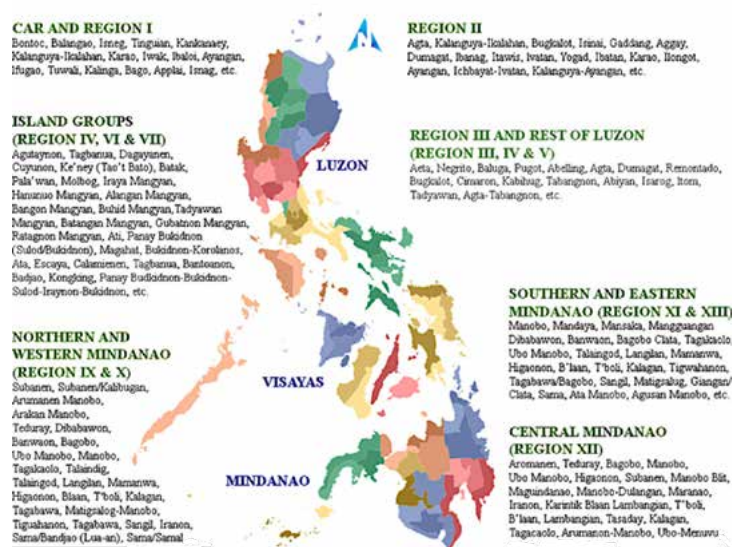 CAR AND REGION I
Bontoc, Balangao, Isneg, Tinguian, Kankanaey,
Kalanguya-Ikalahan, Karao, Iwak, Ibaloi, Ayangan,
Ifugao, Tuwali, Kalinga, Bago, Applai, Isnag, etc.
REGION II
Agta, Kalanguya-Ikalahan, Bugkalot, Isinai, Gaddang, Aggay,
Dumagat, Ibanag, Itawis, Ivatan, Yogad, Ibatan, Karao, Ilongot,
Ayangan, Ichbayat-Ivatan, Kalanguya-Ayangan, etc.
ISLAND GROUPS
(REGION IV, VI & VII)
Agutaynon, Tagbanua, Dagayanen,
Cuyunon, Ke'ney (Tao't Bato), Batak,
Pala'wan, Molbog, Iraya Mangyan,
Hanunuo Mangyan, Alangan Mangyan,
Bangon Mangyan, Buhid Mangyan,Tadyawan
Mangyan, Batangan Mangyan, Gubatnon Mangyan,
Ratagnon Mangyan, Ati, Panay Bukidnon
(Sulod/Bukidnon), Magahat, Bukidnon-Korolanos,
Ata, Escaya, Calamienen, Tagbanua, Bantoanon,
Badjao, Kongking, Panay Budkidnon-Bukidnon-
Sulod-Iraynon-Bukidnon, etc.
LUZON
REGION III AND REST OF LUZON
(REGION III, IV & V)
Aeta, Negrito, Baluga, Pugot, Abelling, Agta, Dumagat, Remontado,
Bugkalot, Cimaron, Kabihug, Tabangnon, Abiyan, Isarog, Itom,
Tadyawan, Agta-Tabangnon, etc.
SOUTHERN AND EASTERN
MINDANAO (REGION XI & XIII)
Manobo, Mandaya, Mansaka, Mangguangan
Dibabawon, Banwaon, Bagobo Clata, Tagakaolo,
Ubo Manobo, Talaingod, Langilan, Mamanwa,
Higaonon, B'laan, T'boli, Kalagan, Tigwahanon,
Tagabawa/Bagobo, Sangil, Matigsalug, Giangan/
Clata, Sama, Ata Manobo, Agusan Manobo, etc.
NORTHERN AND
WESTERN MINDANAO
(REGION IX & X)
Subanen, Subanen/Kalibugan,
Arumanen Manobo,
Arakan Manobo,
Teduray, Dibabawon,
Banwaon, Bagobo,
Ubo Manobo, Manobo,
Tagakaolo, Talaindig,
Talaingod, Langilan, Mamanwa,
Higaonon, Blaan, T'boli, Kalagan,
Tagabawa, Matigsalog-Manobo,
Tiguahanon, Tagabawa, Sangil, Iranon,
Sama/Bandjao (Lua-an), Sama/Samal
VISAYAS
MINDANAO
CENTRAL MINDANAO
(REGION XII)
Aromanen, Teduray, Bagobo, Manobo,
Ubo Manobo, Higaonon, Subanen, Manobo Blit,
Maguindanao, Manobo-Dulangan, Maranao,
Iranon, Karintik Blaan Lambangian, T'boli,
B'laan, Lambangian, Tasaday, Kalagan,
Tagacaolo, Arumanon-Manobo, Ubo-Menuvu